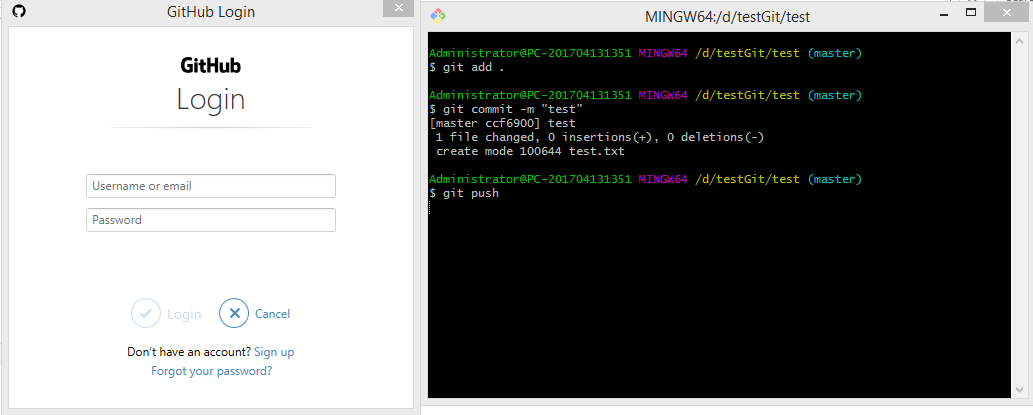 GitHub Login
GitHub
Login
Username or email
Password
Login
Cancel
Don't have an account? Sign up
Forgot your password?
MINGW64:/d/testGit/test
Administrator@PC-201704131351 MINGW64 /d/testGit/test (master)
$ git add .
Administrator@PC-201704131351 MINGW64 /d/testGit/test (master)
$ git commit -m "test"
[master ccf6900] test
1 file changed, 0 insertions(+), 0 deletions(-)
create mode 100644 test.txt
Administrator@PC-201704131351 MINGW64 /d/testGit/test (master)
$ git push